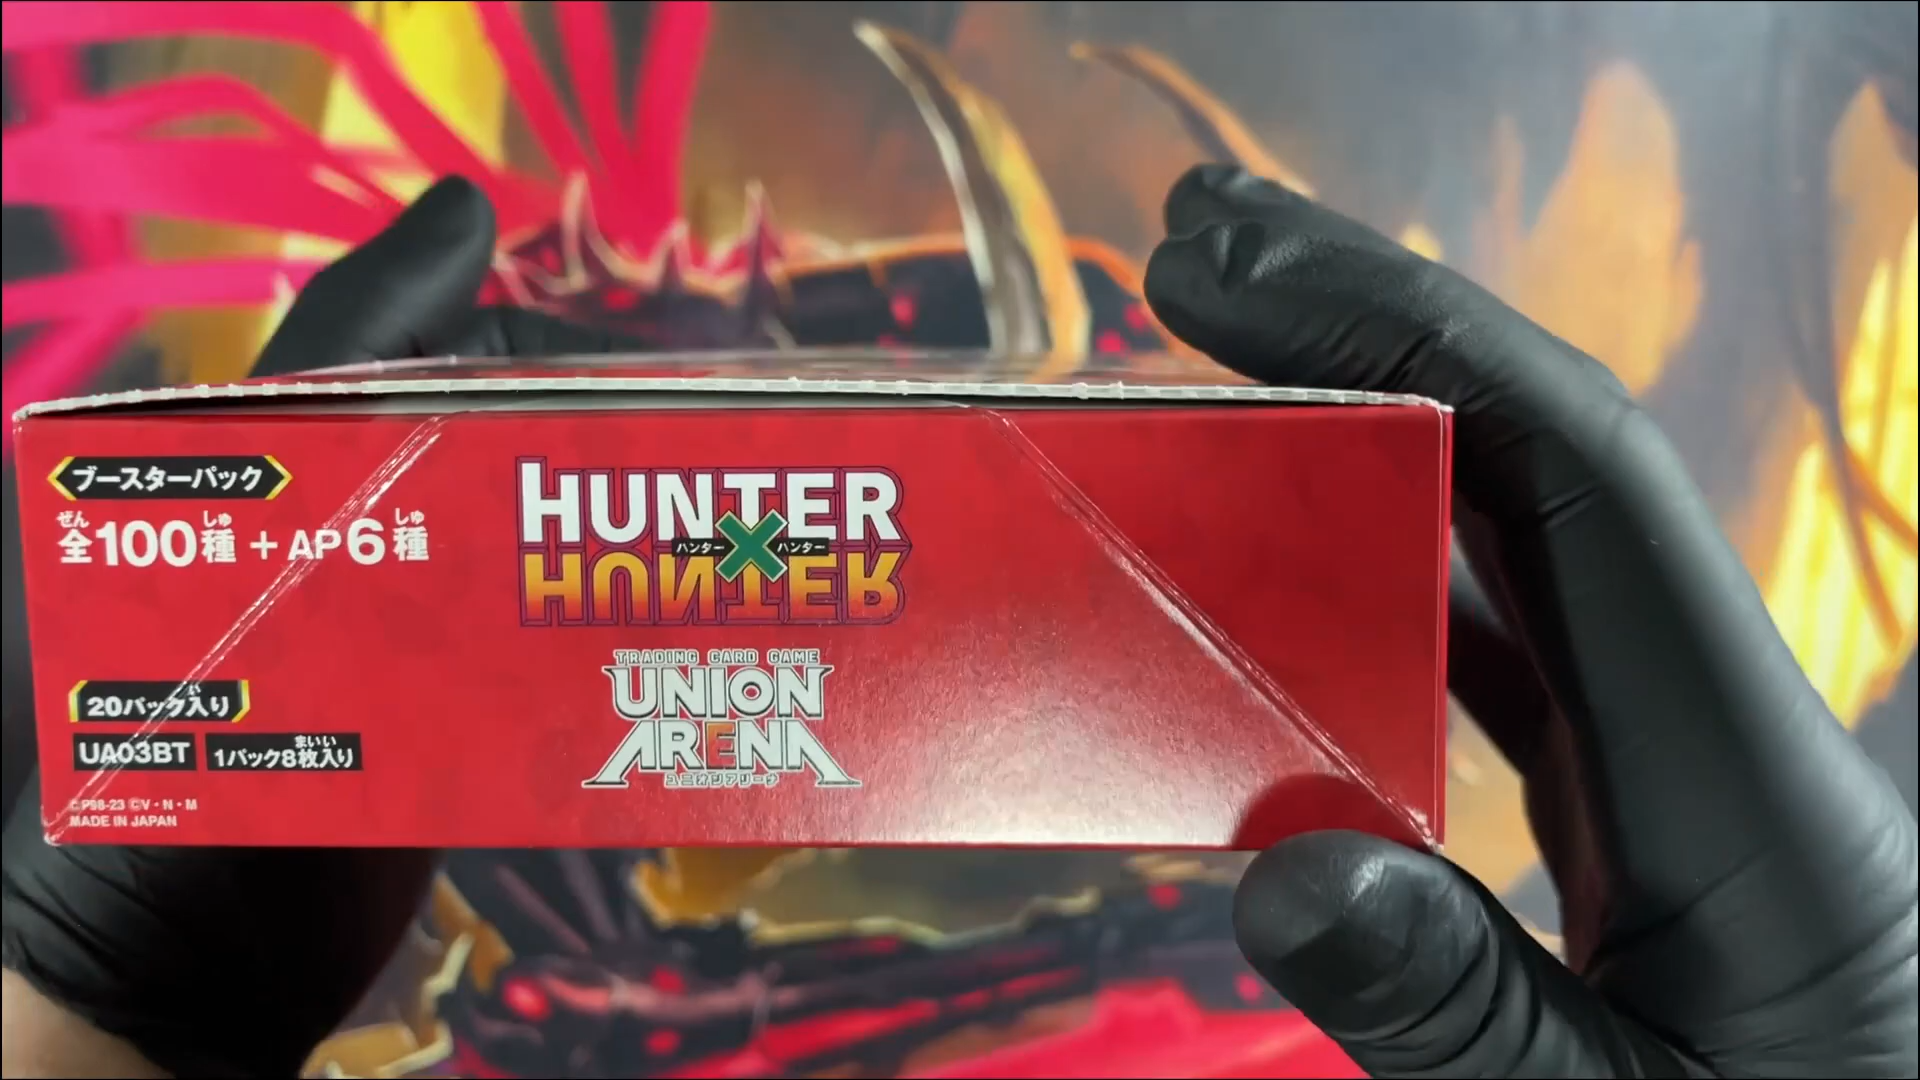 ブースターパック
ぜん しゅ しゅ
全100種 + AP6種
20パック入り
UA03BT
まいい
1パック8枚入り
©P98-23 ©V・N・M
MADE IN JAPAN
HUNTER
ハンター × ハンター
HUNTER
TRADING CARD GAME
UNION
ARENA
ユニオンアリーナ